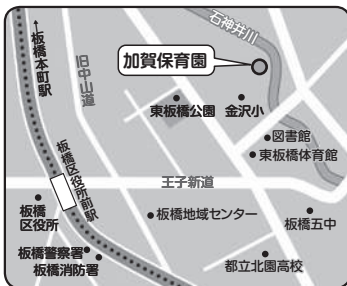 石神井川
板橋本町駅
旧中山道
加賀保育園
東板橋公園
金沢小
図書館
東板橋体育館
板橋区役所前駅
王子新道
板橋
区役所
板橋地域センター
板橋五中
板橋警察署
板橋消防署
都立北園高校